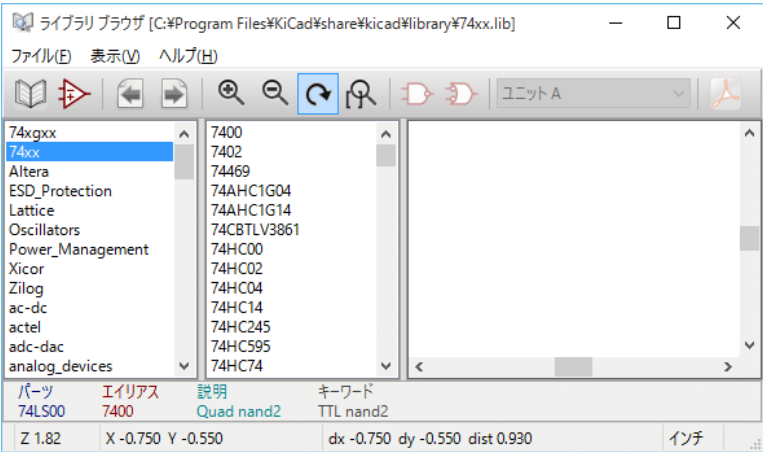 ライブラリ ブラウザ [C:¥Program Files¥KiCad¥share¥kicad¥library¥74xx.lib]
ファイル(F) 表示(V) ヘルプ(H)
ユニット A
74xgxx
74xx
Altera
ESD_Protection
Lattice
Oscillators
Power_Management
Xicor
Zilog
ac-dc
actel
adc-dac
analog_devices
7400
7402
74469
74AHC1G04
74AHC1G14
74CBTLV3861
74HC00
74HC02
74HC04
74HC14
74HC245
74HC595
74HC74
パーツ エイリアス 説明 キーワード
74LS00 7400 Quad nand2 TTL nand2
Z 1.82 X -0.750 Y -0.550 dx -0.750 dy -0.550 dist 0.930 インチ